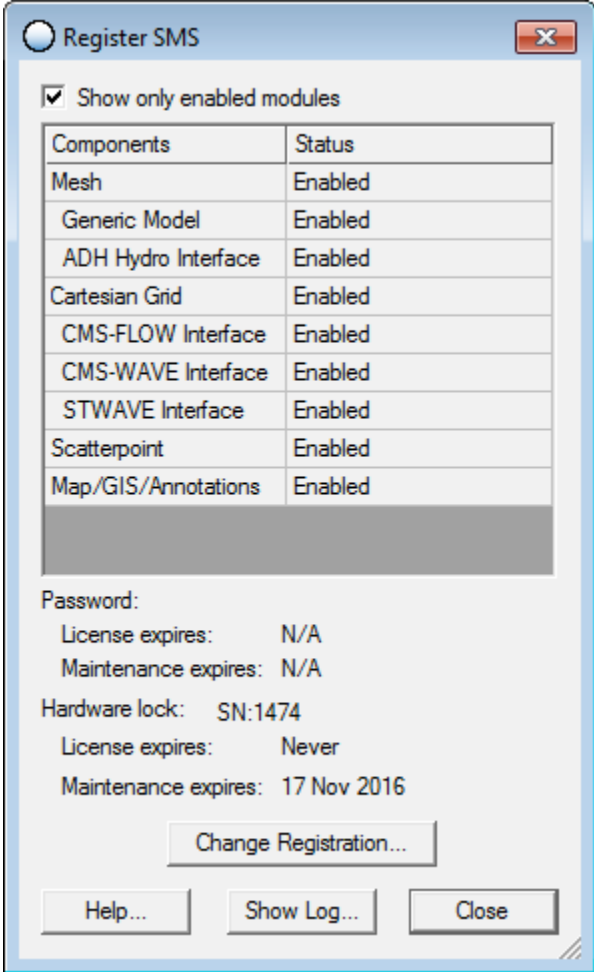 Register SMS
Show only enabled modules
Components Status
Mesh Enabled
Generic Model Enabled
ADH Hydro Interface Enabled
Cartesian Grid Enabled
CMS-FLOW Interface Enabled
CMS-WAVE Interface Enabled
STWAVE Interface Enabled
Scatterpoint Enabled
Map/GIS/Annotations Enabled
Password:
License expires: N/A
Maintenance expires: N/A
Hardware lock: SN:1474
License expires: Never
Maintenance expires: 17 Nov 2016
Change Registration...
Help... Show Log... Close